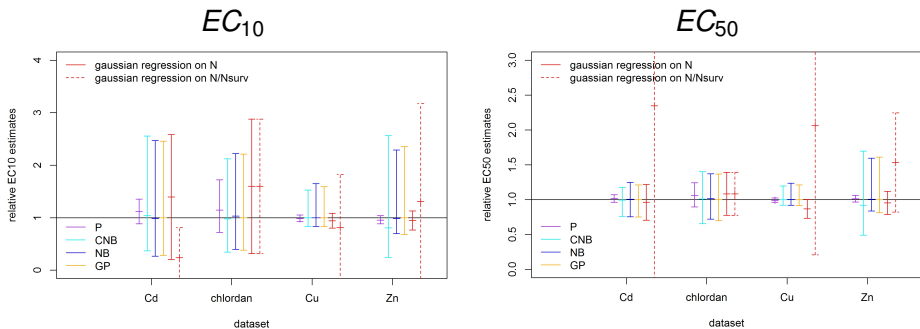 EC10
EC50
relative EC10 estimates
4
3
2
1
0
gaussian regression on N
gaussian regression on N/Nsurv
P
CNB
NB
GP
Cd
chlordan
Cu
Zn
dataset
relative EC50 estimates
3.0
2.5
2.0
1.5
1.0
0.5
0.0
gaussian regression on N
guassian regression on N/Nsurv
P
CNB
NB
GP
Cd
chlordan
Cu
Zn
dataset